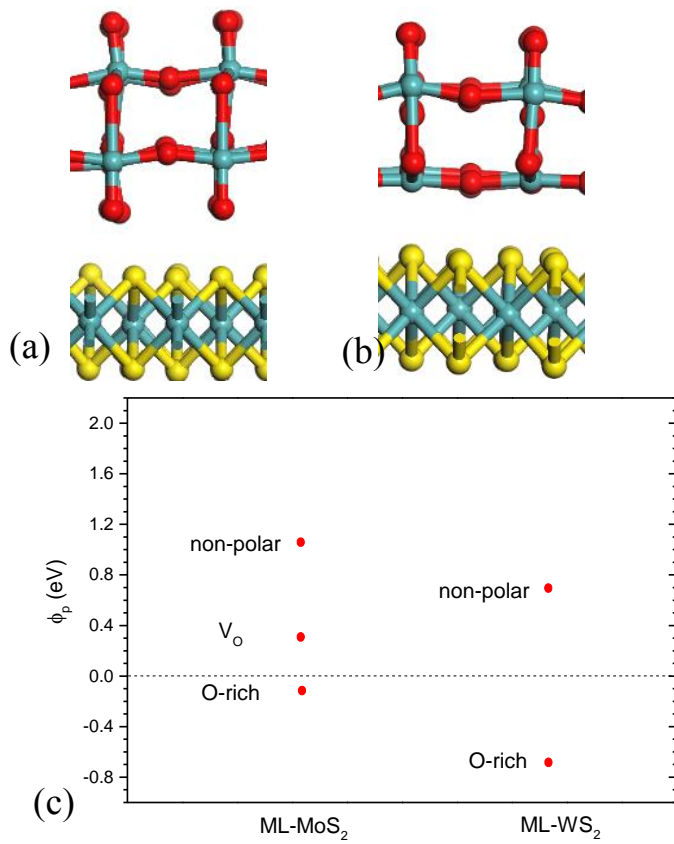 (a)
(b)
2.0
1.6
1.2
0.8
0.4
0.0
-0.4
-0.8
ϕp (eV)
non-polar
non-polar
VO
O-rich
O-rich
(c)
ML-MoS2
ML-WS2